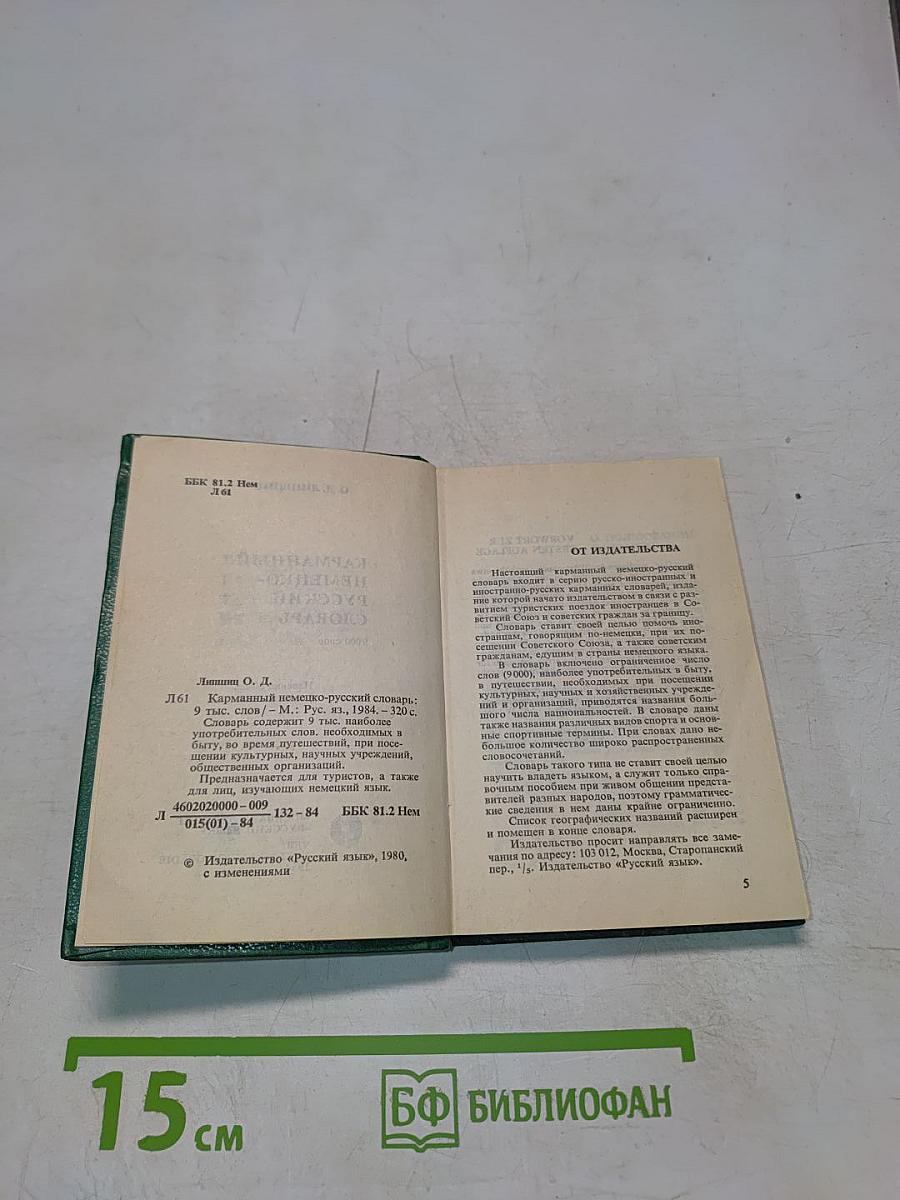 ББК 81.2 Нем
Л 61
Липшиц О. Д.
Л61 Карманный немецко-русский словарь:
9 тыс. слов/ – М.: Рус. яз., 1984. – 320 с.
Словарь содержит 9 тыс. наиболее
употребительных слов. необходимых в
быту, во время путешествий, при посе-
щении культурных, научных учреждений,
общественных организаций.
Предназначается для туристов, а также
для лиц, изучающих немецкий язык.
Л 4602020000 – 009 / 015(01) – 84 132 – 84 ББК 81.2 Нем
© Издательство «Русский язык», 1980,
с изменениями
ОТ ИЗДАТЕЛЬСТВА
Настоящий карманный немецко-русский
словарь входит в серию русско-иностранных и
иностранно-русских карманных словарей, изда-
ние которой начато издательством в связи с раз-
витием туристских поездок иностранцев в Со-
ветский Союз и советских граждан за границу.
Словарь ставит своей целью помочь ино-
странцам, говорящим по-немецки, при их по-
сещении Советского Союза, а также советским
гражданам, едущим в страны немецкого языка.
В словарь включено ограниченное число
слов (9 000), наиболее употребительных в быту,
в путешествии, необходимых при посещении
культурных, научных и хозяйственных учрежде-
ний и организаций, приводятся названия боль-
шого числа национальностей. В словаре даны
также названия различных видов спорта и основ-
ные спортивные термины. При словах дано не-
большое количество широко распространенных
словосочетаний.
Словарь такого типа не ставит своей целью
научить владеть языком, а служит только спра-
вочным пособием при живом общении предста-
вителей разных народов, поэтому грамматичес-
кие сведения в нем даны крайне ограниченно.
Список географических названий расширен
и помещен в конце словаря.
Издательство просит направлять все заме-
чания по адресу: 103 012, Москва, Старопанский
пер., 1/5. Издательство «Русский язык».
5
15 см
БФ БИБЛИОФАН